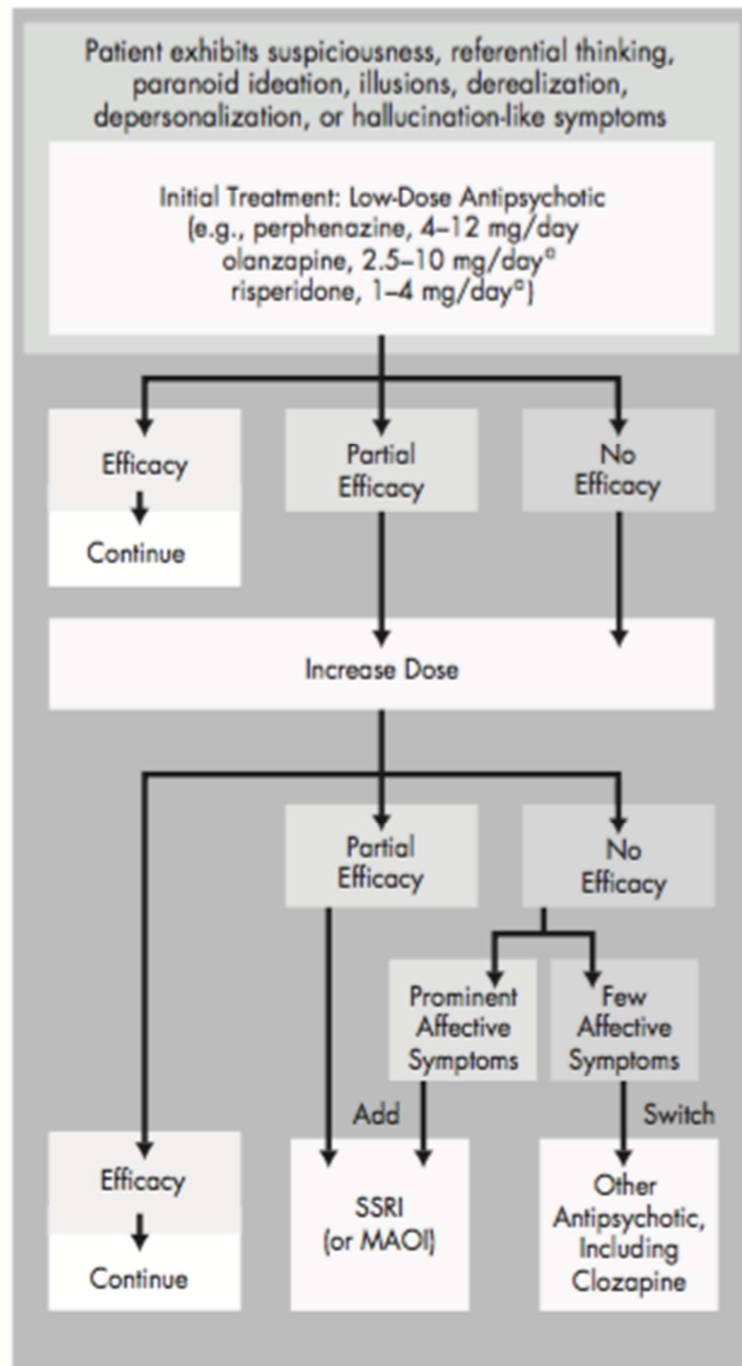 Patient exhibits suspiciousness, referential thinking,
paranoid ideation, illusions, derealization,
depersonalization, or hallucination-like symptoms
Initial Treatment: Low-Dose Antipsychotic
(e.g., perphenazine, 4–12 mg/day
olanzapine, 2.5–10 mg/dayᵃ
risperidone, 1–4 mg/dayᵃ)
Efficacy
Continue
Partial
Efficacy
No
Efficacy
Increase Dose
Partial
Efficacy
No
Efficacy
Prominent
Affective
Symptoms
Few
Affective
Symptoms
Add
Switch
Efficacy
Continue
SSRI
(or MAOI)
Other
Antipsychotic,
Including
Clozapine